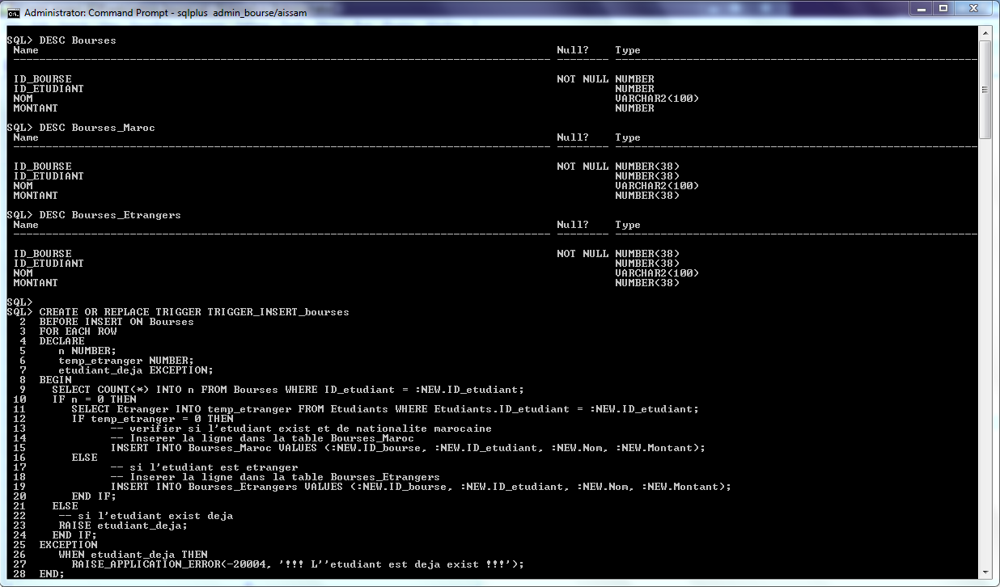 Administrator: Command Prompt - sqlplus  admin_bourse/aissam
SQL> DESC Bourses
 Name                                                                                Null?    Type
 ----------------------------------------------------------------------------------- -------- --------------------------------------------------------
 ID_BOURSE                                                                           NOT NULL NUMBER
 ID_ETUDIANT                                                                                  NUMBER
 NOM                                                                                          VARCHAR2(100)
 MONTANT                                                                                      NUMBER
SQL> DESC Bourses_Maroc
 Name                                                                                Null?    Type
 ----------------------------------------------------------------------------------- -------- --------------------------------------------------------
 ID_BOURSE                                                                           NOT NULL NUMBER(38)
 ID_ETUDIANT                                                                                  NUMBER(38)
 NOM                                                                                          VARCHAR2(100)
 MONTANT                                                                                      NUMBER(38)
SQL> DESC Bourses_Etrangers
 Name                                                                                Null?    Type
 ----------------------------------------------------------------------------------- -------- --------------------------------------------------------
 ID_BOURSE                                                                           NOT NULL NUMBER(38)
 ID_ETUDIANT                                                                                  NUMBER(38)
 NOM                                                                                          VARCHAR2(100)
 MONTANT                                                                                      NUMBER(38)
SQL>
SQL> CREATE OR REPLACE TRIGGER TRIGGER_INSERT_bourses
  2  BEFORE INSERT ON Bourses
  3  FOR EACH ROW
  4  DECLARE
  5     n NUMBER;
  6     temp_etranger NUMBER;
  7     etudiant_deja EXCEPTION;
  8  BEGIN
  9    SELECT COUNT(*) INTO n FROM Bourses WHERE ID_etudiant = :NEW.ID_etudiant;
 10    IF n = 0 THEN
 11       SELECT Etranger INTO temp_etranger FROM Etudiants WHERE Etudiants.ID_etudiant = :NEW.ID_etudiant;
 12       IF temp_etranger = 0 THEN
 13             -- verifier si l'etudiant exist et de nationalite marocaine
 14             -- Inserer la ligne dans la table Bourses_Maroc
 15             INSERT INTO Bourses_Maroc VALUES (:NEW.ID_bourse, :NEW.ID_etudiant, :NEW.Nom, :NEW.Montant);
 16       ELSE
 17             -- si l'etudiant est etranger
 18             -- Inserer la ligne dans la table Bourses_Etrangers
 19             INSERT INTO Bourses_Etrangers VALUES (:NEW.ID_bourse, :NEW.ID_etudiant, :NEW.Nom, :NEW.Montant);
 20       END IF;
 21    ELSE
 22     -- si l'etudiant exist deja
 23     RAISE etudiant_deja;
 24    END IF;
 25  EXCEPTION
 26     WHEN etudiant_deja THEN
 27       RAISE_APPLICATION_ERROR(-20004, '!!! L''etudiant est deja exist !!!');
 28  END;